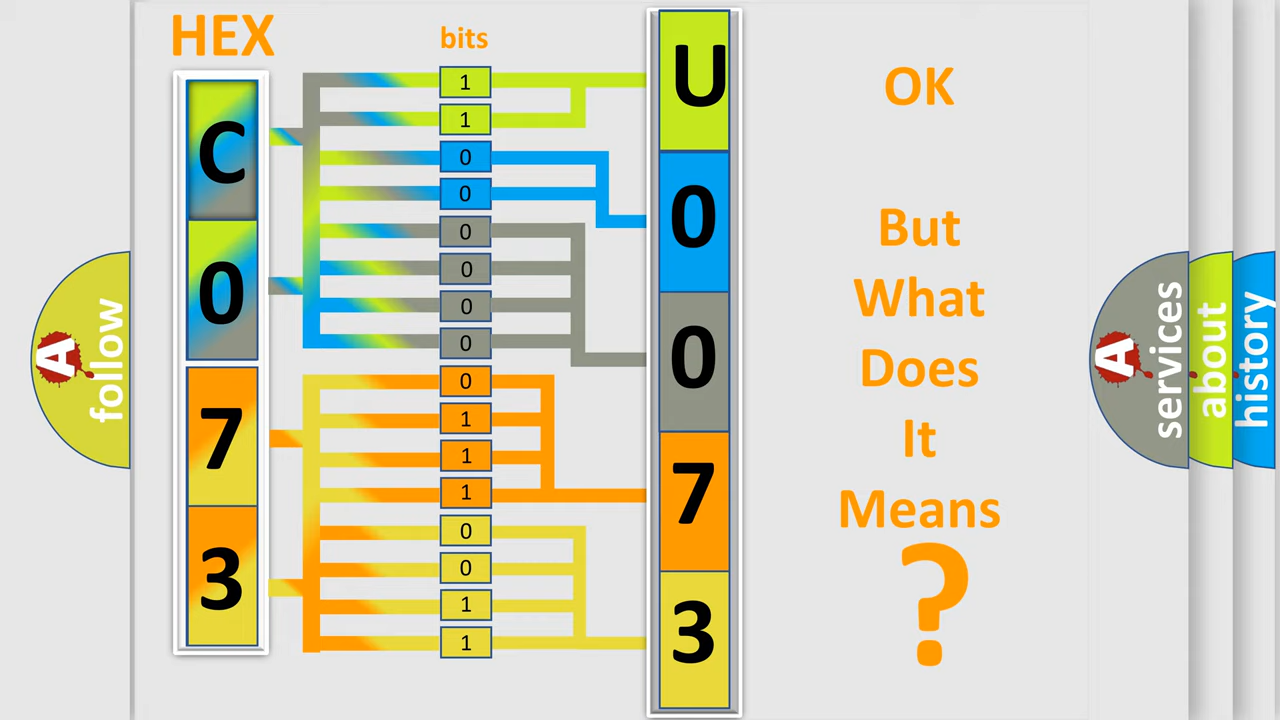 HEX
bits
C
0
7
3
1
1
0
0
0
0
0
0
0
1
1
1
0
0
1
1
U
0
0
7
3
OK
But
What
Does
It
Means
?
A
follow
A
services
about
history